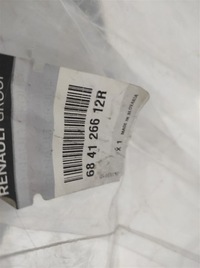 RENAULT GROUP
68 41 266 12R
X 1 MADE IN SLOVAKIA